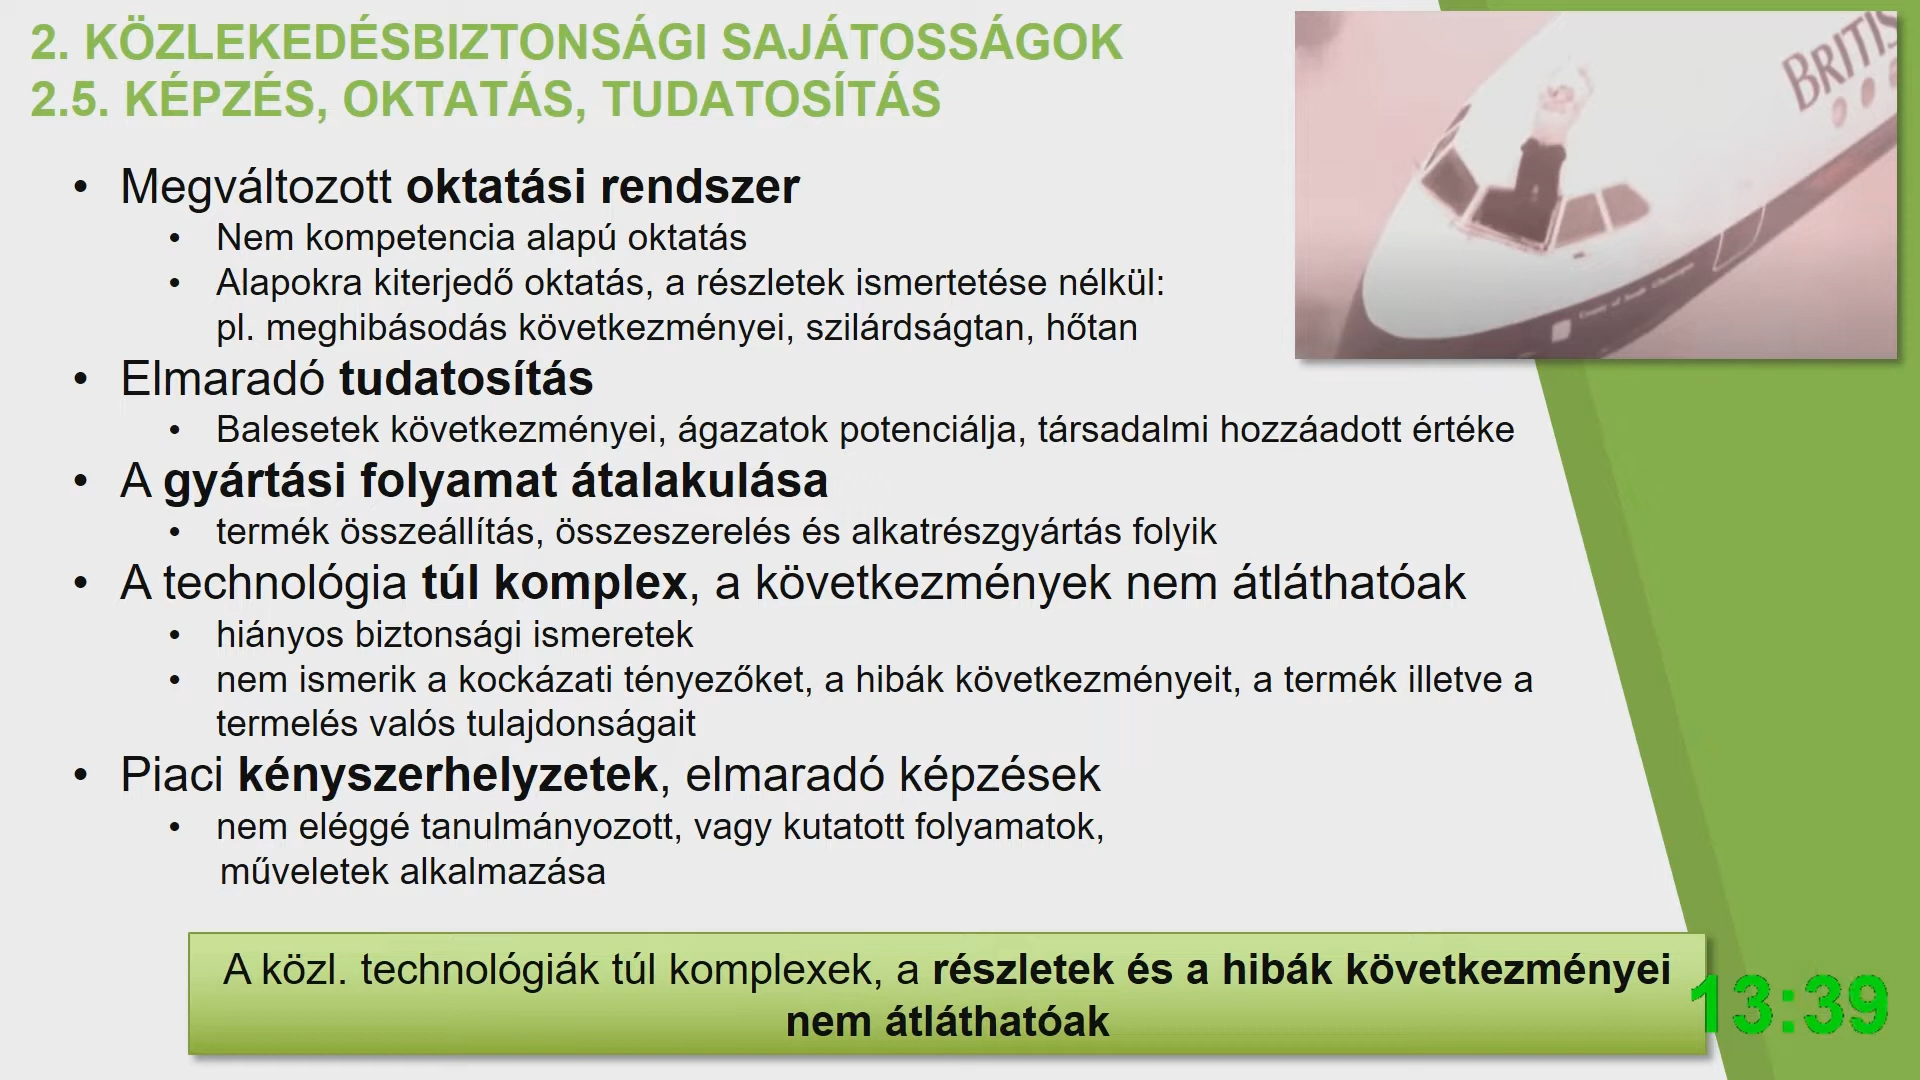 2. KÖZLEKEDÉSBIZTONSÁGI SAJÁTOSSÁGOK
2.5. KÉPZÉS, OKTATÁS, TUDATOSÍTÁS
BRITIS
• Megváltozott oktatási rendszer
• Nem kompetencia alapú oktatás
• Alapokra kiterjedő oktatás, a részletek ismertetése nélkül:
pl. meghibásodás következményei, szilárdságtan, hőtan
• Elmaradó tudatosítás
• Balesetek következményei, ágazatok potenciálja, társadalmi hozzáadott értéke
• A gyártási folyamat átalakulása
• termék összeállítás, összeszerelés és alkatrészgyártás folyik
• A technológia túl komplex, a következmények nem átláthatóak
• hiányos biztonsági ismeretek
• nem ismerik a kockázati tényezőket, a hibák következményeit, a termék illetve a
termelés valós tulajdonságait
• Piaci kényszerhelyzetek, elmaradó képzések
• nem eléggé tanulmányozott, vagy kutatott folyamatok,
műveletek alkalmazása
A közl. technológiák túl komplexek, a részletek és a hibák következményei
nem átláthatóak
13:39